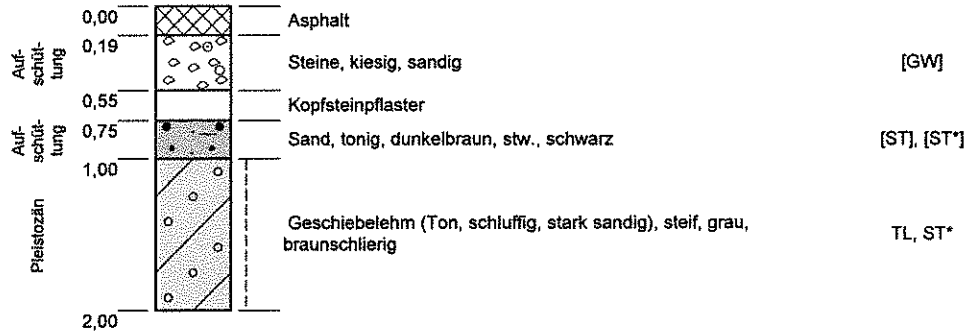 0,00
Asphalt
0,19
Auf-
schüt-
tung
Steine, kiesig, sandig
[GW]
0,55
Kopfsteinpflaster
0,75
Auf-
schüt-
tung
Sand, tonig, dunkelbraun, stw., schwarz
[ST], [ST*]
1,00
Pleistozän
Geschiebelehm (Ton, schluffig, stark sandig), steif, grau,
braunschlierig
TL, ST*
2,00